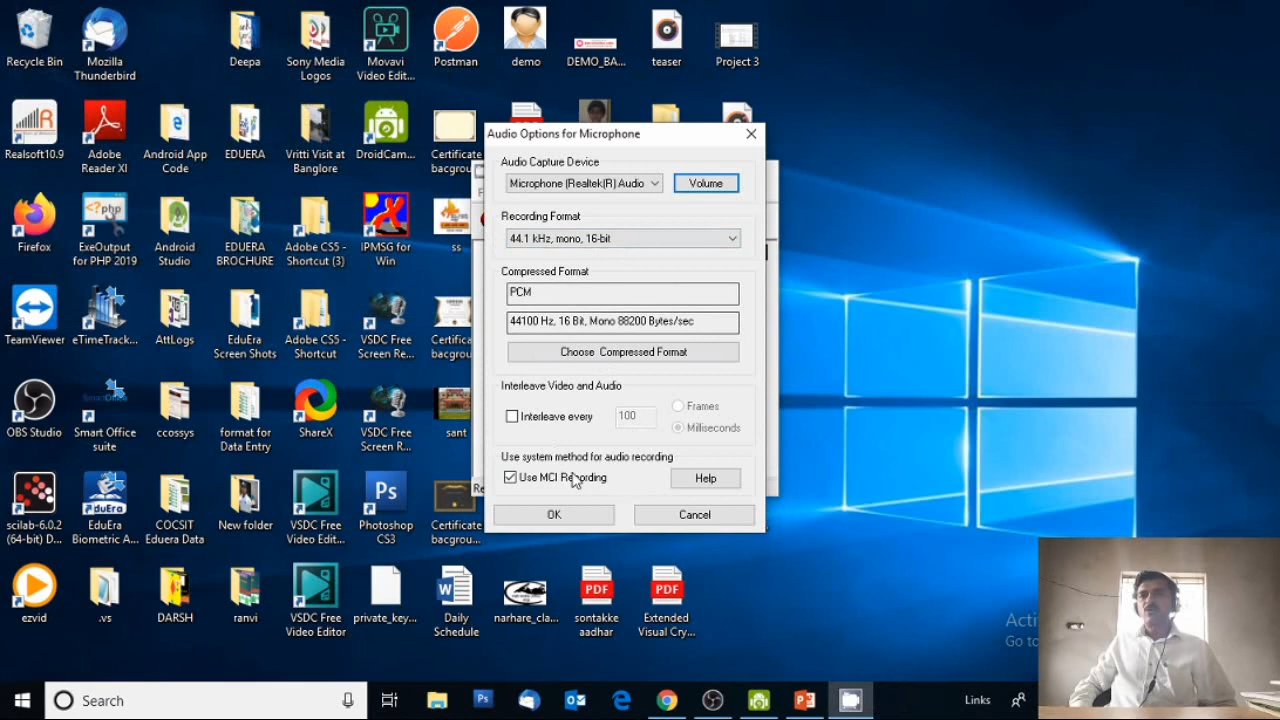 Recycle Bin
Mozilla
Thunderbird
Deepa
Sony Media
Logos
Movavi
Video Edit...
Postman
demo
DEMO_BA...
teaser
Project 3
Realsoft10.9
Adobe
Reader XI
Android App
Code
EDUERA
Vritti Visit at
Banglore
DroidCam...
Certificate
bacgrou...
Firefox
php
ExeOutput
for PHP 2019
Android
Studio
EDUERA
BROCHURE
Adobe CS5 -
Shortcut (3)
IPMSG for
Win
ss
TeamViewer
eTimeTrack...
AttLogs
EduEra
Screen Shots
Adobe CS5 -
Shortcut
VSDC Free
Screen Re...
Certifica
bacgrou
OBS Studio
Smart Office
suite
ccossys
format for
Data Entry
ShareX
VSDC Free
Screen R...
sant
scilab-6.0.2
(64-bit) D...
EduEra
Biometric A...
COCSIT
Eduera Data
New folder
VSDC Free
Video Edit...
Ps
Photoshop
CS3
Certificate
bacgrou...
ezvid
.vs
DARSH
ranvi
VSDC Free
Video Editor
private_key...
Daily
Schedule
narhare_cla...
PDF
sontakke
aadhar
PDF
Extended
Visual Cry...
Audio Options for Microphone
Audio Capture Device
Microphone (Realtek(R) Audio
Volume
Recording Format
44.1 kHz, mono, 16-bit
Compressed Format
PCM
44100 Hz, 16 Bit, Mono 88200 Bytes/sec
Choose Compressed Format
Interleave Video and Audio
Interleave every
100
Frames
Milliseconds
Use system method for audio recording
Use MCI Recording
Help
OK
Cancel
Re
Acti
Go to
Search
Links